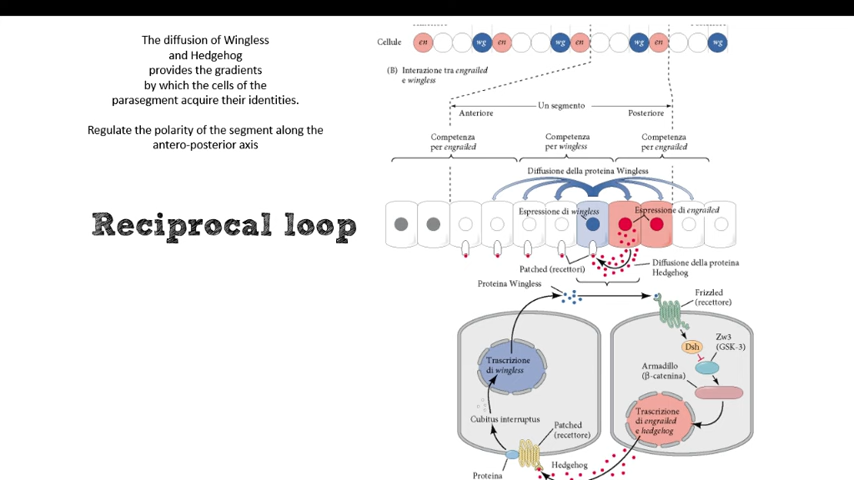 The diffusion of Wingless
and Hedgehog
provides the gradients
by which the cells of the
parasegment acquire their identities.
Regulate the polarity of the segment along the
antero-posterior axis
Reciprocal loop
Cellule
en
wg
en
wg
en
wg
en
wg
(B) Interazione tra engrailed
e wingless
Un segmento
Anteriore
Posteriore
Competenza
per engrailed
Competenza
per wingless
Competenza
per engrailed
Diffusione della proteina Wingless
Espressione di wingless
Espressione di engrailed
Patched (recettori)
Diffusione della proteina
Hedgehog
Proteina Wingless
Frizzled
(recettore)
Dsh
Zw3
(GSK-3)
Armadillo
(β-catenina)
Trascrizione
di wingless
Trascrizione
di engrailed
e hedgehog
Cubitus interruptus
Patched
(recettore)
Hedgehog
Proteina